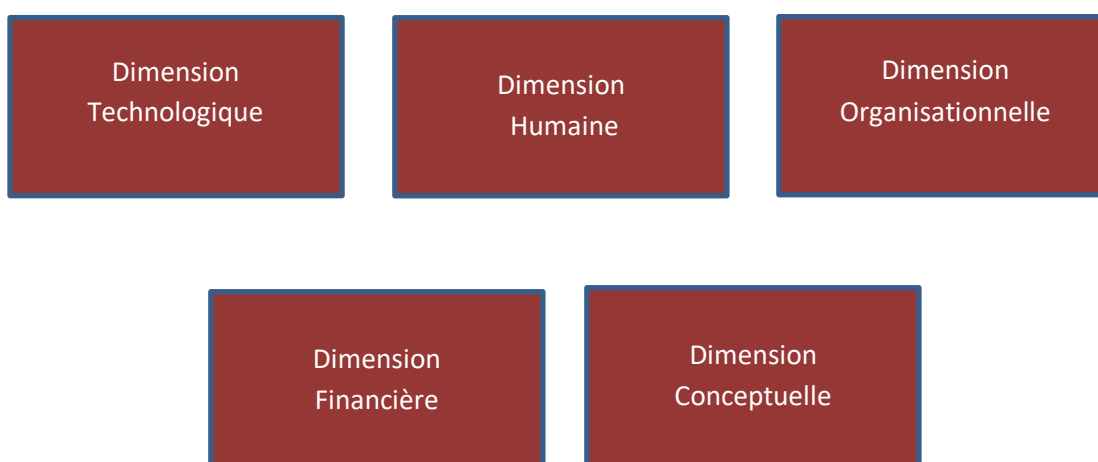 Dimension
Technologique
Dimension
Humaine
Dimension
Organisationnelle
Dimension
Financière
Dimension
Conceptuelle